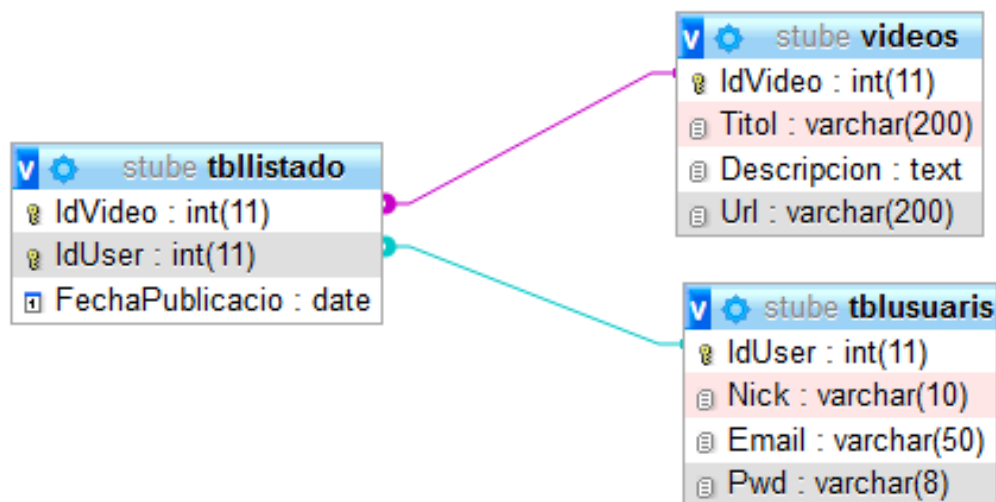 v stube tbllistado
IdVideo : int(11)
IdUser : int(11)
FechaPublicacio : date
v stube videos
IdVideo : int(11)
Titol : varchar(200)
Descripcion : text
Url : varchar(200)
v stube tblusuaris
IdUser : int(11)
Nick : varchar(10)
Email : varchar(50)
Pwd : varchar(8)